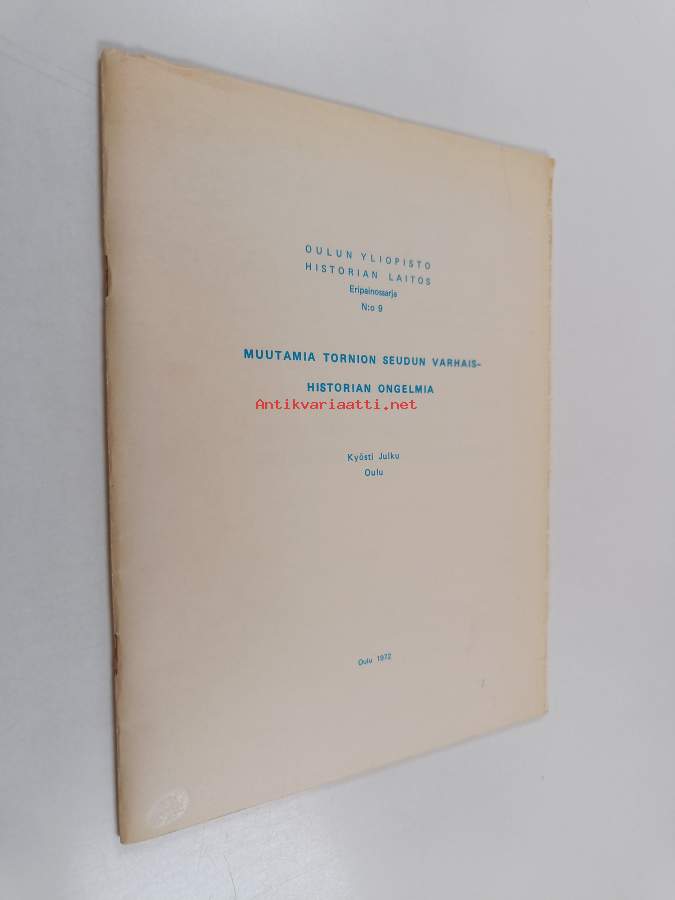 OULUN YLIOPISTO
HISTORIAN LAITOS
Eripainossarja
N:o 9
MUUTAMIA TORNION SEUDUN VARHAIS-
HISTORIAN ONGELMIA
Antikvariaatti.net
Kyösti Julku
Oulu
Oulu 1972